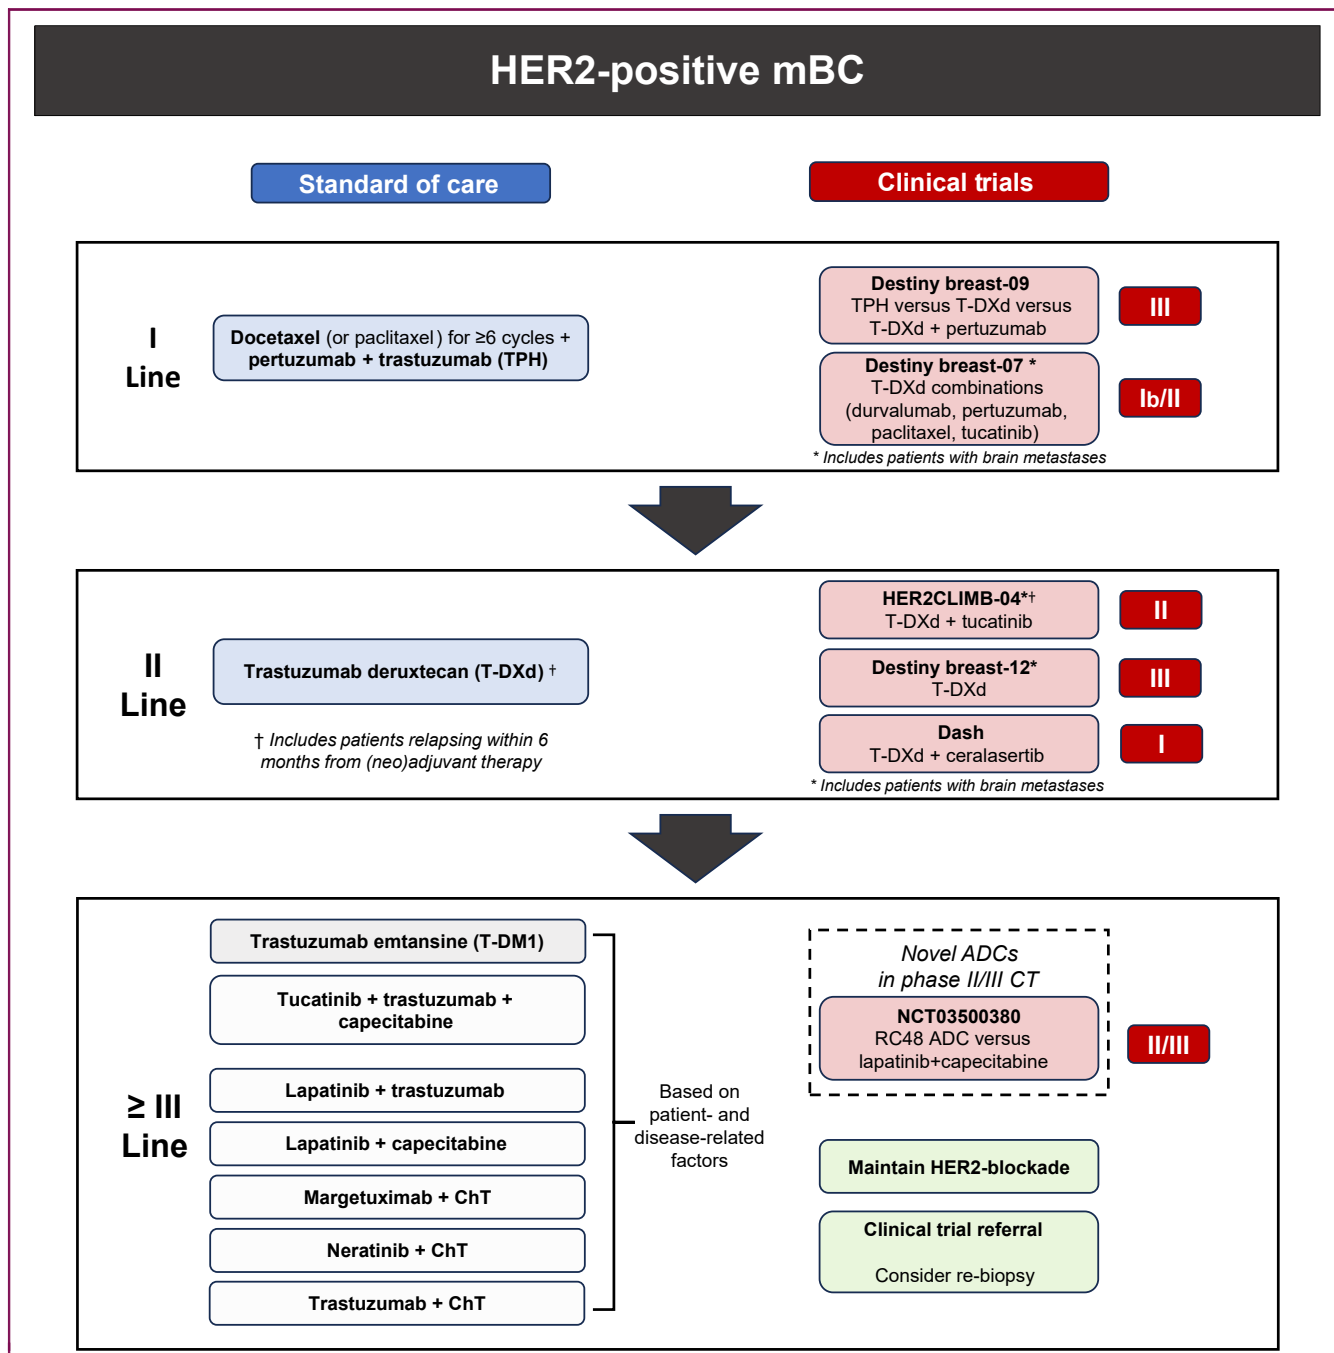 HER2-positive mBC
Standard of care
Clinical trials
I
Line
Docetaxel (or paclitaxel) for ≥6 cycles +
pertuzumab + trastuzumab (TPH)
Destiny breast-09
TPH versus T-DXd versus
T-DXd + pertuzumab
III
Destiny breast-07 *
T-DXd combinations
(durvalumab, pertuzumab,
paclitaxel, tucatinib)
Ib/II
* Includes patients with brain metastases
II
Line
Trastuzumab deruxtecan (T-DXd) †
† Includes patients relapsing within 6
months from (neo)adjuvant therapy
HER2CLIMB-04*†
T-DXd + tucatinib
II
Destiny breast-12*
T-DXd
III
Dash
T-DXd + ceralasertib
I
* Includes patients with brain metastases
≥ III
Line
Trastuzumab emtansine (T-DM1)
Tucatinib + trastuzumab +
capecitabine
Lapatinib + trastuzumab
Lapatinib + capecitabine
Margetuximab + ChT
Neratinib + ChT
Trastuzumab + ChT
Based on
patient- and
disease-related
factors
Novel ADCs
in phase II/III CT
NCT03500380
RC48 ADC versus
lapatinib+capecitabine
II/III
Maintain HER2-blockade
Clinical trial referral
Consider re-biopsy